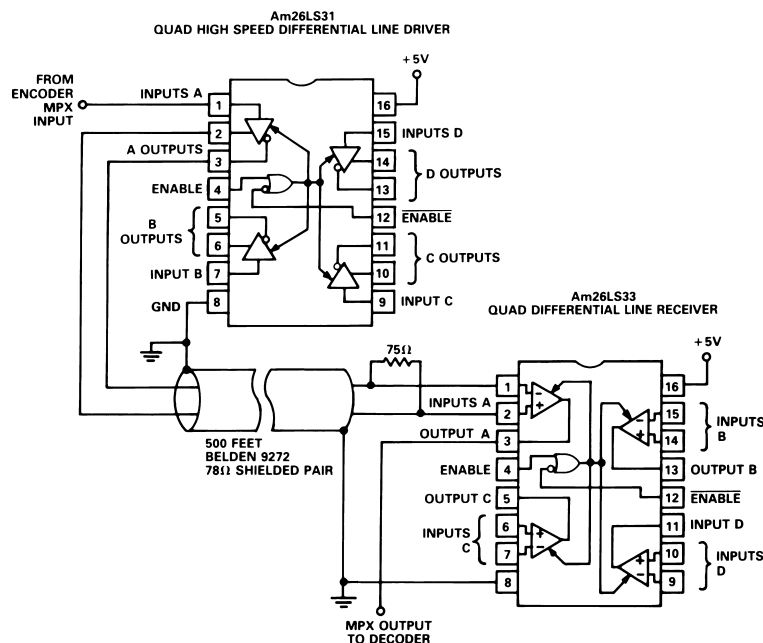 Am26LS31
QUAD HIGH SPEED DIFFERENTIAL LINE DRIVER
+5V
FROM
ENCODER
MPX
INPUT
INPUTS A
1
2
A OUTPUTS
3
ENABLE
4
B
OUTPUTS
5
6
INPUT B
7
GND
8
16
15
INPUTS D
14
D OUTPUTS
13
12
ENABLE
11
C OUTPUTS
10
9
INPUT C
Am26LS33
QUAD DIFFERENTIAL LINE RECEIVER
+5V
75Ω
500 FEET
BELDEN 9272
78Ω SHIELDED PAIR
1
INPUTS A
2
OUTPUT A
3
ENABLE
4
OUTPUT C
5
INPUTS
C
6
7
8
- +
+ -
16
15
INPUTS
B
14
13
OUTPUT B
12
ENABLE
11
INPUT D
10
INPUTS
D
9
- +
+ -
MPX OUTPUT
TO DECODER